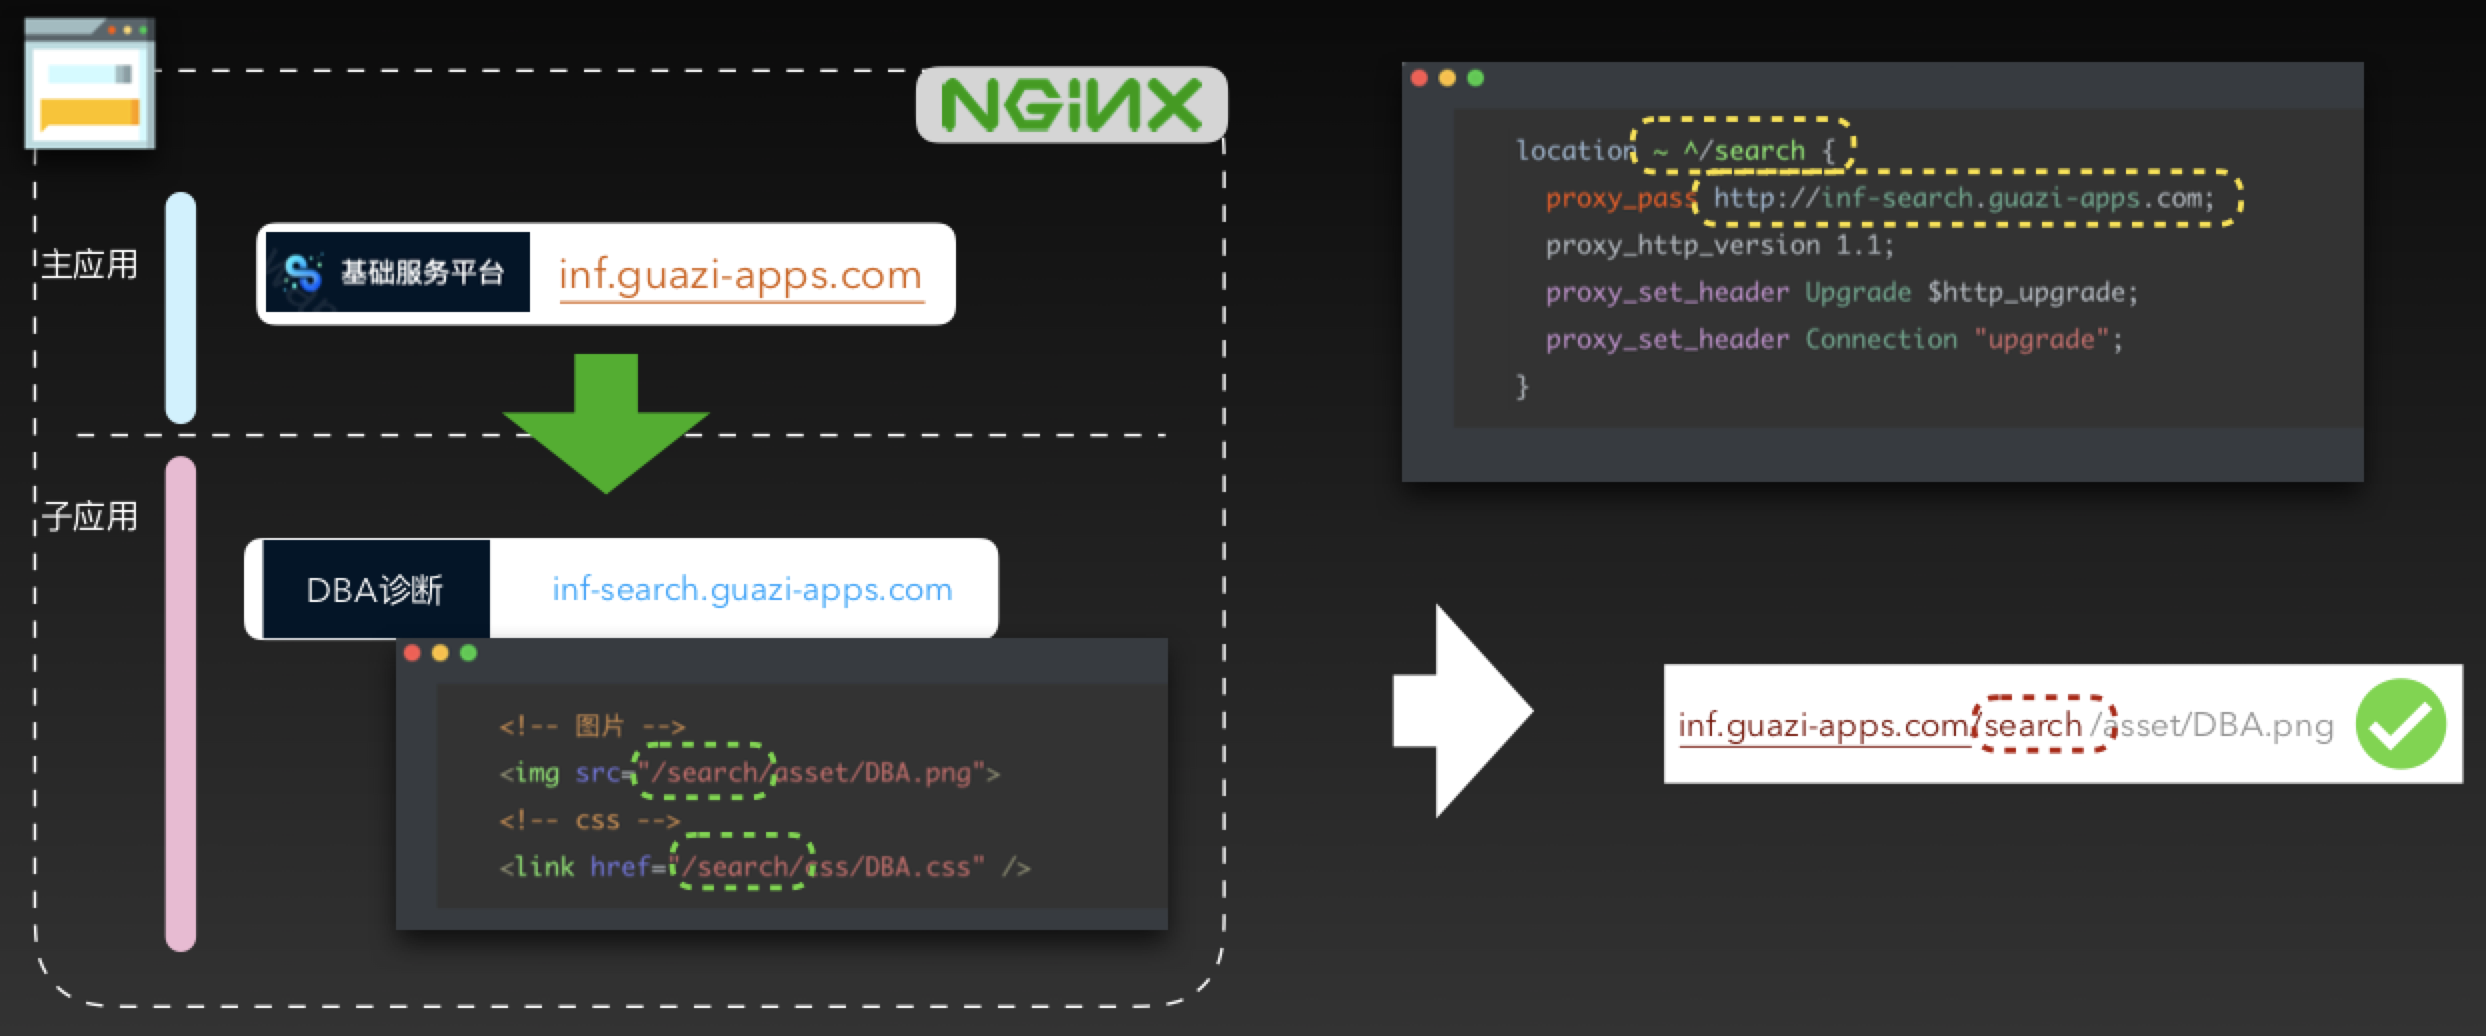 NGINX
主应用
基础服务平台 inf.guazi-apps.com
子应用
DBA诊断 inf-search.guazi-apps.com
<!-- 图片 -->
<img src="/search/asset/DBA.png">
<!-- css -->
<link href="/search/css/DBA.css" />
location ~ ^/search {
proxy_pass http://inf-search.guazi-apps.com;
proxy_http_version 1.1;
proxy_set_header Upgrade $http_upgrade;
proxy_set_header Connection "upgrade";
}
inf.guazi-apps.com/search /asset/DBA.png